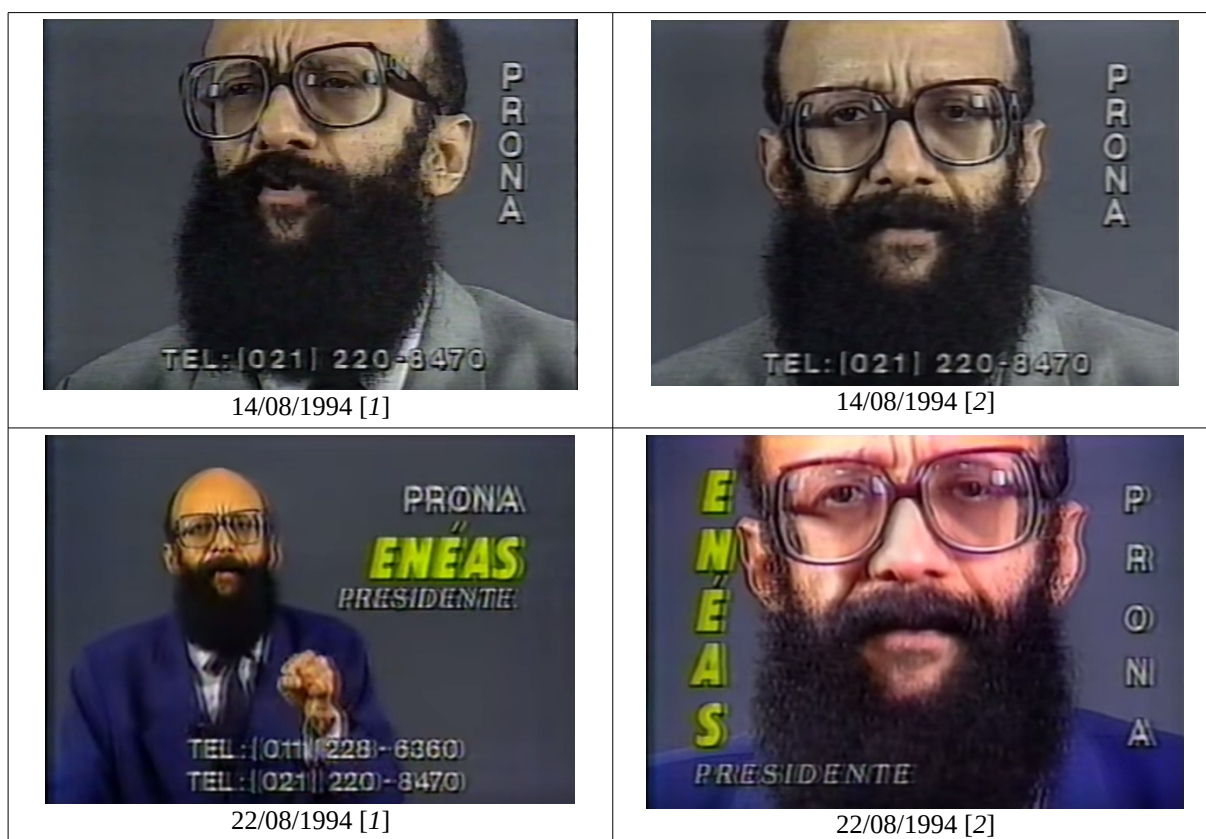 PRONA
TEL:(021) 220-8470
14/08/1994 [1]
PRONA
TEL:(021) 220-8470
14/08/1994 [2]
PRONA
ENÉAS
PRESIDENTE
TEL:(011) 228-6360
TEL:(021) 220-8470
22/08/1994 [1]
ENÉAS
PRONA
PRESIDENTE
22/08/1994 [2]